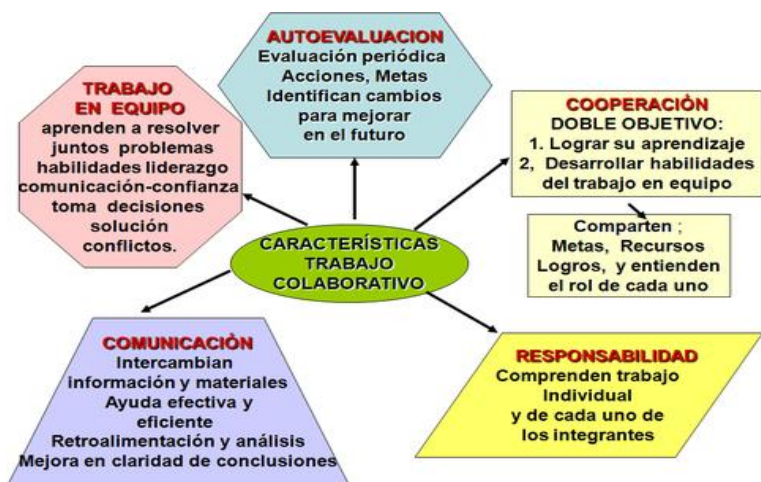 AUTOEVALUACION
Evaluación periódica
Acciones, Metas
Identifican cambios
para mejorar
en el futuro
TRABAJO
EN EQUIPO
aprenden a resolver
juntos problemas
habilidades liderazgo
comunicación-confianza
toma decisiones
solución
conflictos.
COOPERACIÓN
DOBLE OBJETIVO:
1. Lograr su aprendizaje
2, Desarrollar habilidades
del trabajo en equipo
Comparten ;
Metas, Recursos
Logros, y entienden
el rol de cada uno
CARACTERÍSTICAS
TRABAJO
COLABORATIVO
COMUNICACIÓN
Intercambian
información y materiales
Ayuda efectiva y
eficiente
Retroalimentación y análisis
Mejora en claridad de conclusiones
RESPONSABILIDAD
Comprenden trabajo
Individual
y de cada uno de
los integrantes